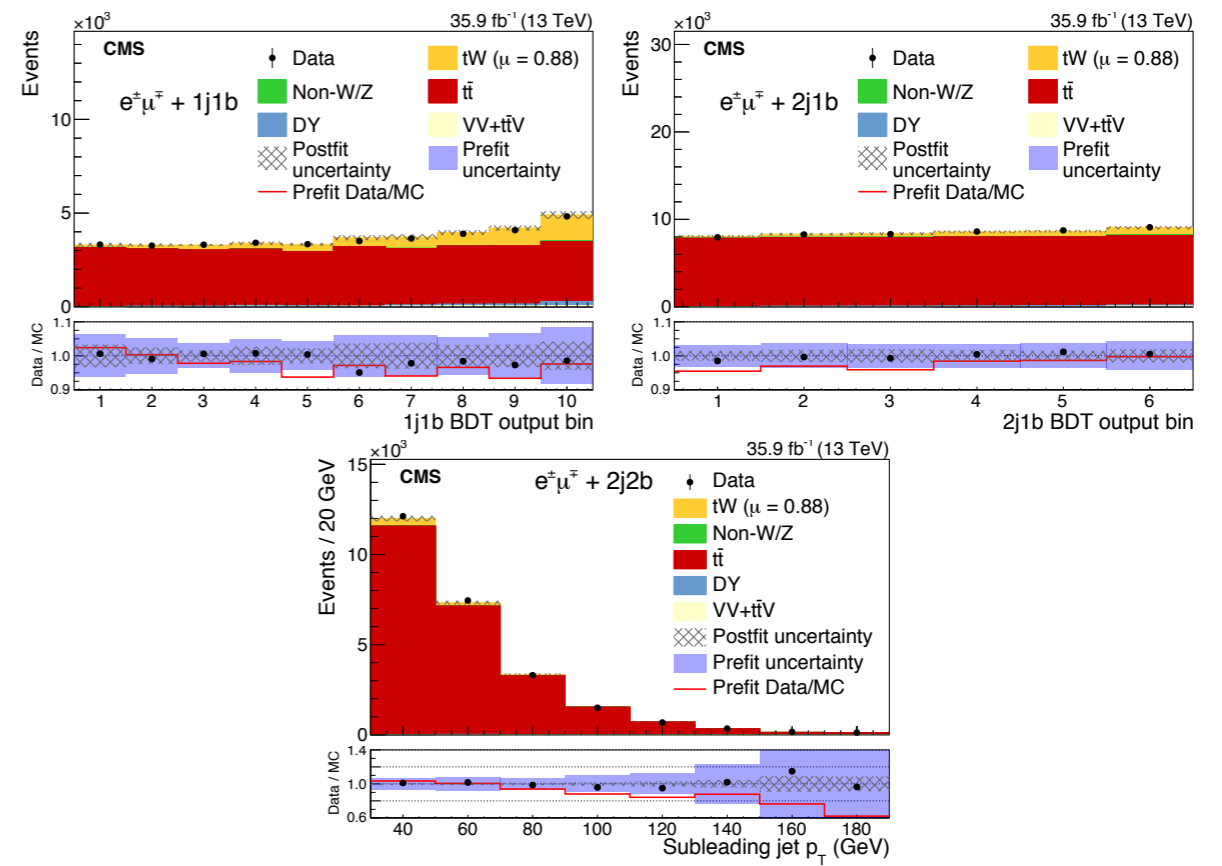 ×10³
35.9 fb⁻¹ (13 TeV)
CMS
Data
tW (μ = 0.88)
e±μ∓ + 1j1b
Non-W/Z
tt̄
DY
VV+tt̄V
Postfit
uncertainty
Prefit
uncertainty
Prefit Data/MC
Events
10
5
0
Data / MC
1.1
1.0
0.9
1 2 3 4 5 6 7 8 9 10
1j1b BDT output bin
×10³
35.9 fb⁻¹ (13 TeV)
CMS
Data
tW (μ = 0.88)
e±μ∓ + 2j1b
Non-W/Z
tt̄
DY
VV+tt̄V
Postfit
uncertainty
Prefit
uncertainty
Prefit Data/MC
Events
30
20
10
0
Data / MC
1.1
1.0
0.9
1 2 3 4 5 6
2j1b BDT output bin
×10³
35.9 fb⁻¹ (13 TeV)
CMS
e±μ∓ + 2j2b
Data
tW (μ = 0.88)
Non-W/Z
tt̄
DY
VV+tt̄V
Postfit uncertainty
Prefit uncertainty
Prefit Data/MC
Events / 20 GeV
15
10
5
0
Data / MC
1.4
1.0
0.6
40 60 80 100 120 140 160 180
Subleading jet p_T (GeV)